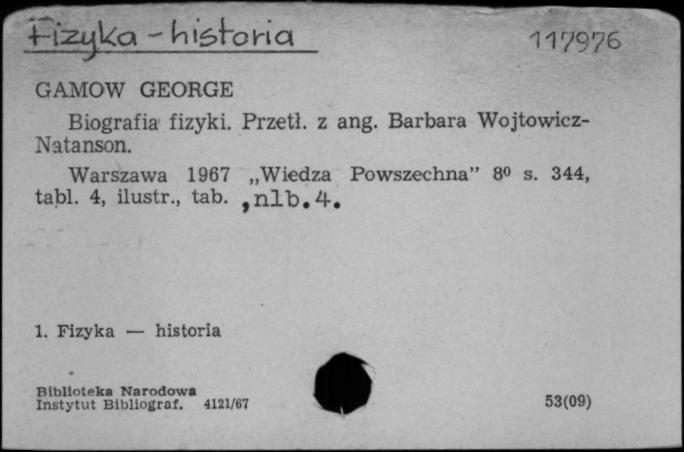 Fizyka - historia 117976
GAMOW GEORGE
Biografia fizyki. Przetł. z ang. Barbara Wojtowicz-
Natanson.
Warszawa 1967 „Wiedza Powszechna” 8⁰ s. 344,
tabl. 4, ilustr., tab. ,nlb.4.
1. Fizyka — historia
Biblioteka Narodowa
Instytut Bibliograf. 4121/67 53(09)